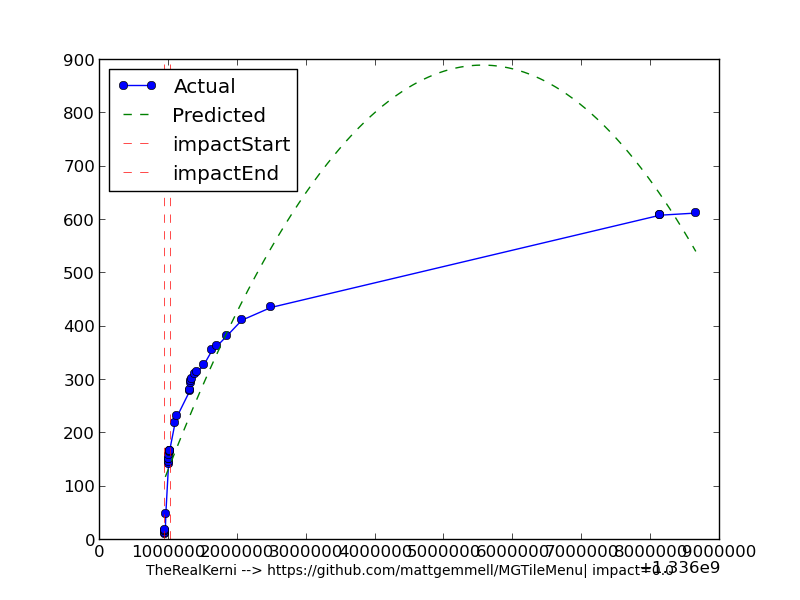 900
800
700
600
500
400
300
200
100
0
Actual
Predicted
impactStart
impactEnd
0 1000000 2000000 3000000 4000000 5000000 6000000 7000000 8000000 9000000
+1.336e9
TheRealKerni --> https://github.com/mattgemmell/MGTileMenu| impact=0.0